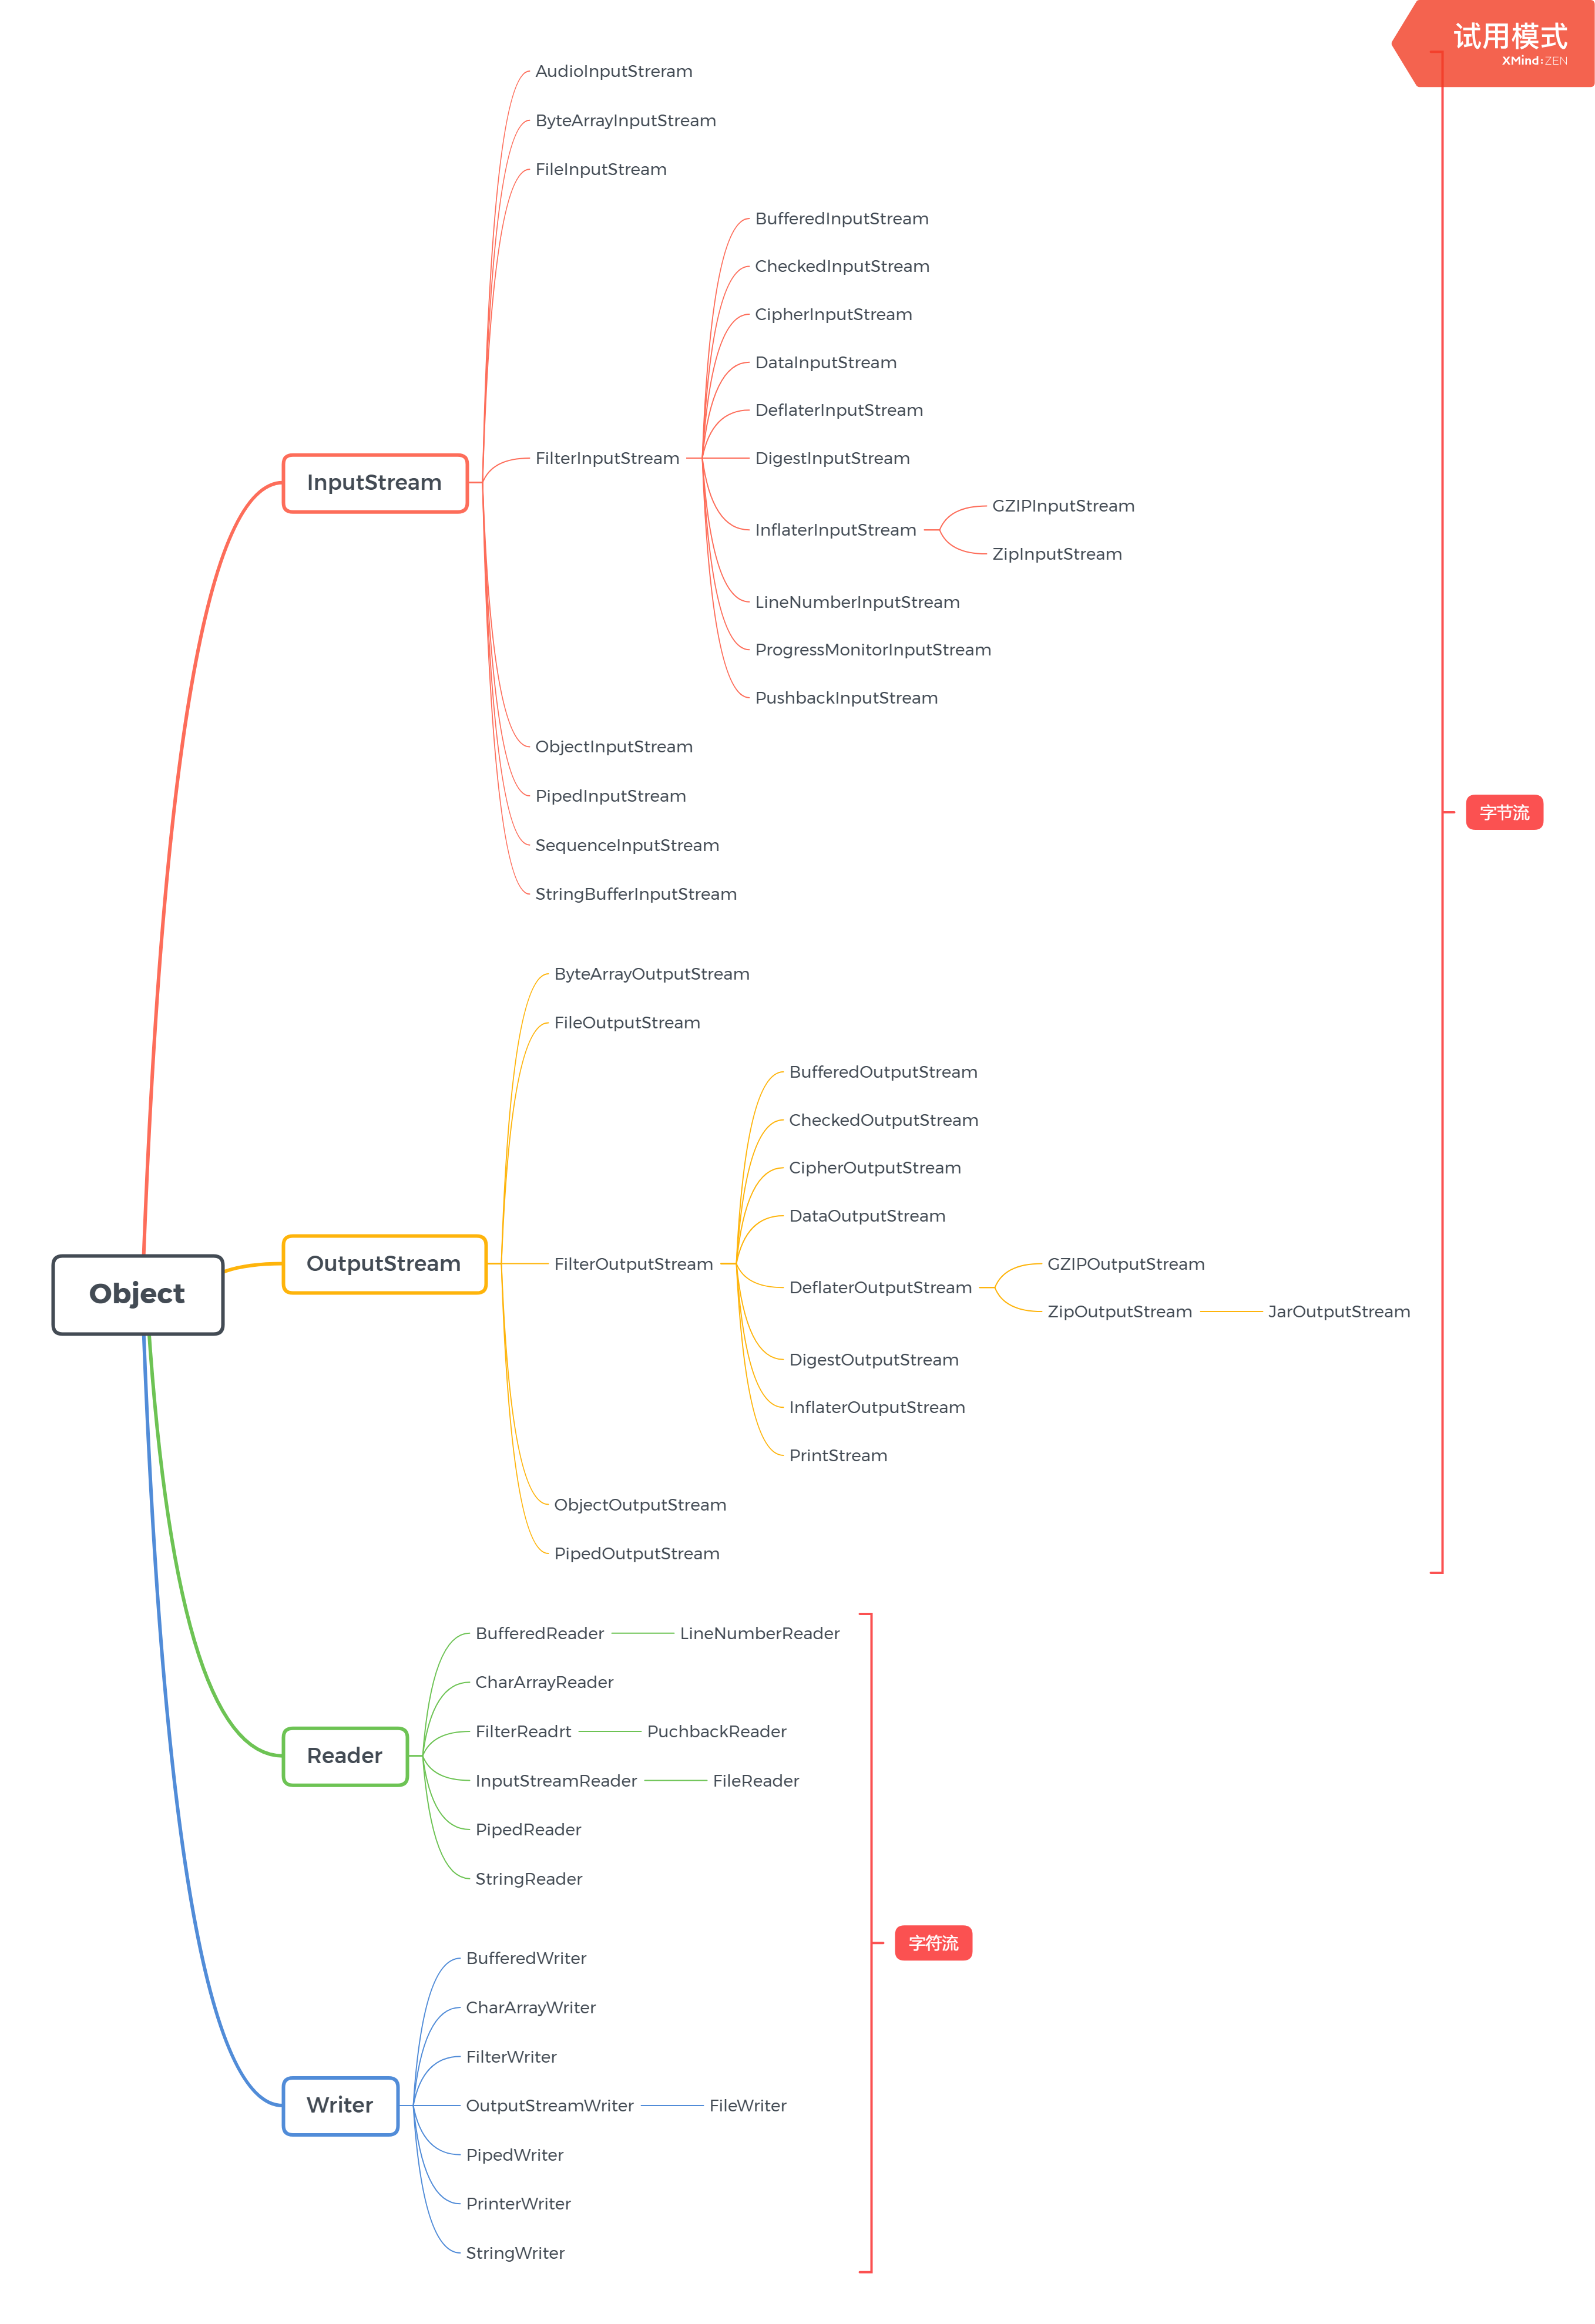 试用模式
XMind:ZEN
AudioInputStreram
ByteArrayInputStream
FileInputStream
BufferedInputStream
CheckedInputStream
CipherInputStream
DataInputStream
DeflaterInputStream
FilterInputStream
DigestInputStream
InputStream
GZIPInputStream
InflaterInputStream
ZipInputStream
LineNumberInputStream
ProgressMonitorInputStream
PushbackInputStream
ObjectInputStream
PipedInputStream
字节流
SequenceInputStream
StringBufferInputStream
ByteArrayOutputStream
FileOutputStream
BufferedOutputStream
CheckedOutputStream
CipherOutputStream
DataOutputStream
OutputStream
FilterOutputStream
GZIPOutputStream
DeflaterOutputStream
Object
ZipOutputStream
JarOutputStream
DigestOutputStream
InflaterOutputStream
PrintStream
ObjectOutputStream
PipedOutputStream
BufferedReader
LineNumberReader
CharArrayReader
FilterReadrt
PuchbackReader
Reader
InputStreamReader
FileReader
PipedReader
StringReader
字符流
BufferedWriter
CharArrayWriter
FilterWriter
Writer
OutputStreamWriter
FileWriter
PipedWriter
PrinterWriter
StringWriter